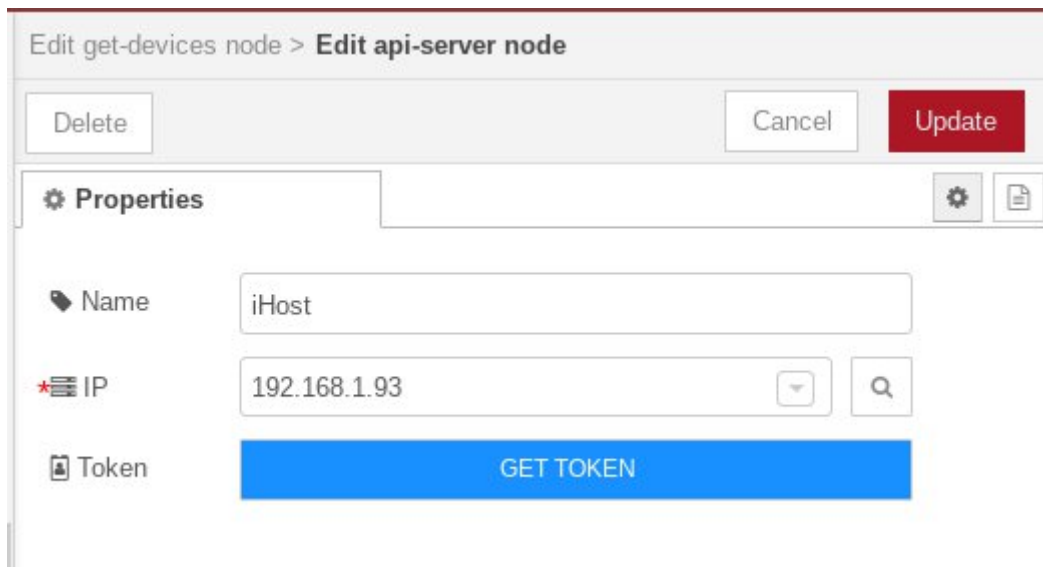 Edit get-devices node > Edit api-server node
Delete Cancel Update
Properties
Name iHost
* IP 192.168.1.93
Token GET TOKEN